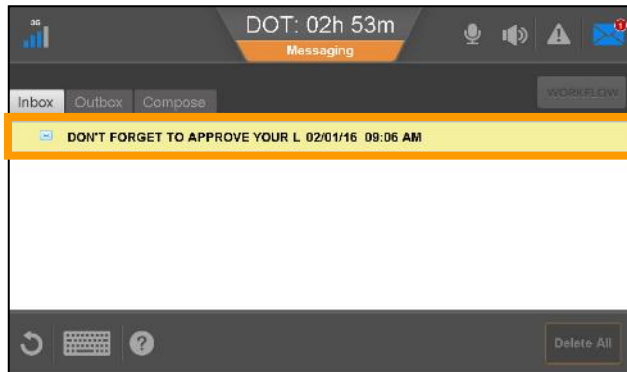 3G
DOT: 02h 53m
Messaging
1
Inbox Outbox Compose
WORKFLOW
DON'T FORGET TO APPROVE YOUR L 02/01/16 09:06 AM
?
Delete All